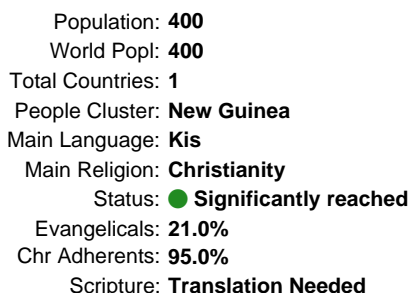 Population: 400
World Popl: 400
Total Countries: 1
People Cluster: New Guinea
Main Language: Kis
Main Religion: Christianity
Status: Significantly reached
Evangelicals: 21.0%
Chr Adherents: 95.0%
Scripture: Translation Needed